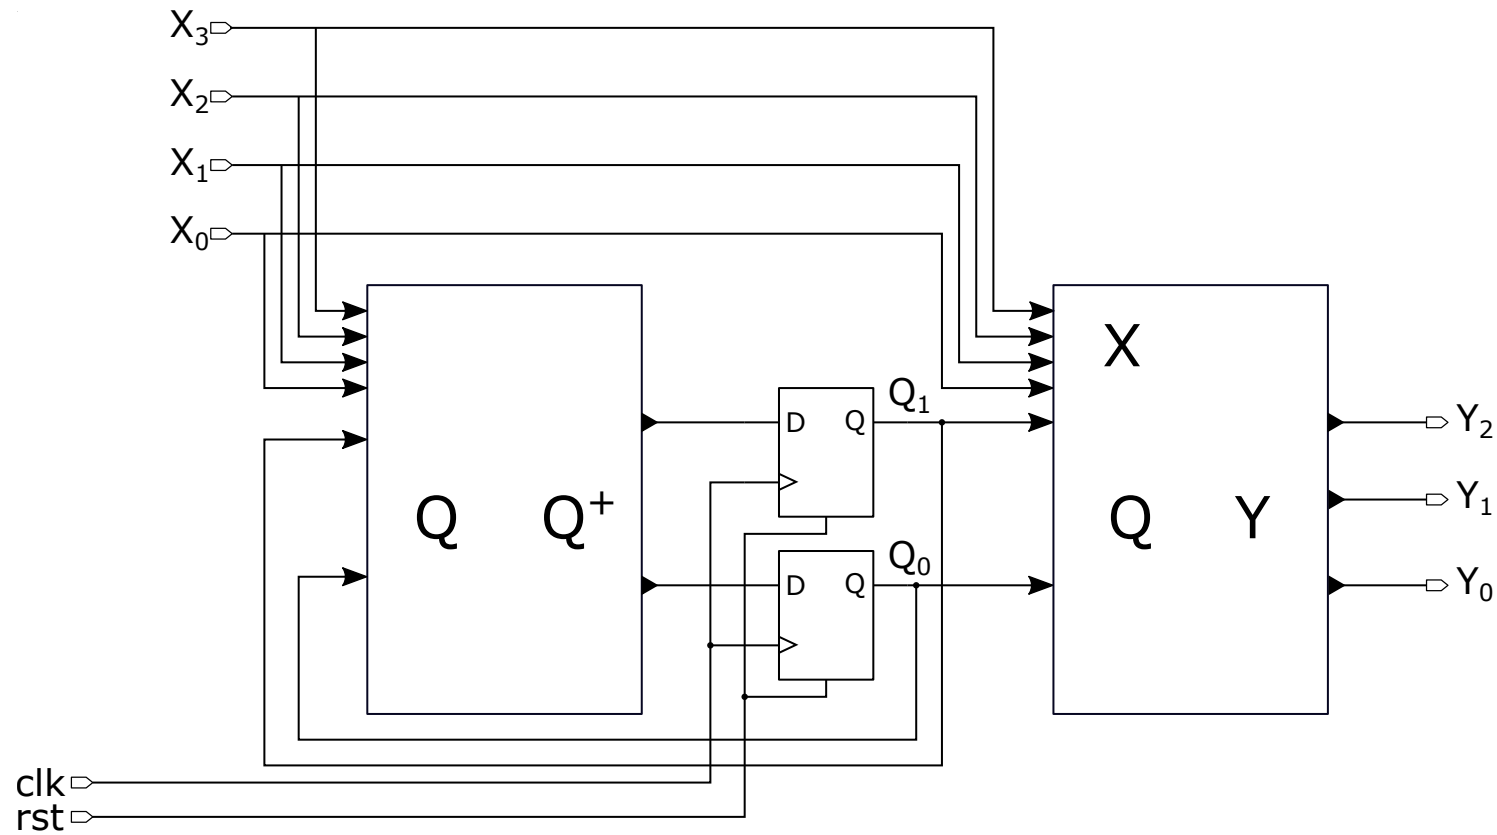 X₃
X₂
X₁
X₀
X
Q₁
D Q
Y₂
Q Q⁺
Q Y
Y₁
Q₀
D Q
Y₀
clk
rst